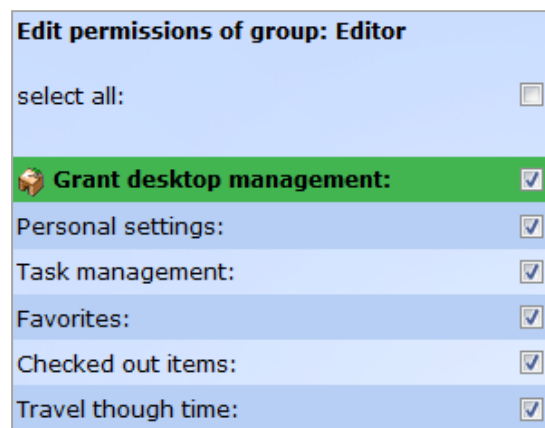 Edit permissions of group: Editor
select all:
Grant desktop management:
Personal settings:
Task management:
Favorites:
Checked out items:
Travel though time: